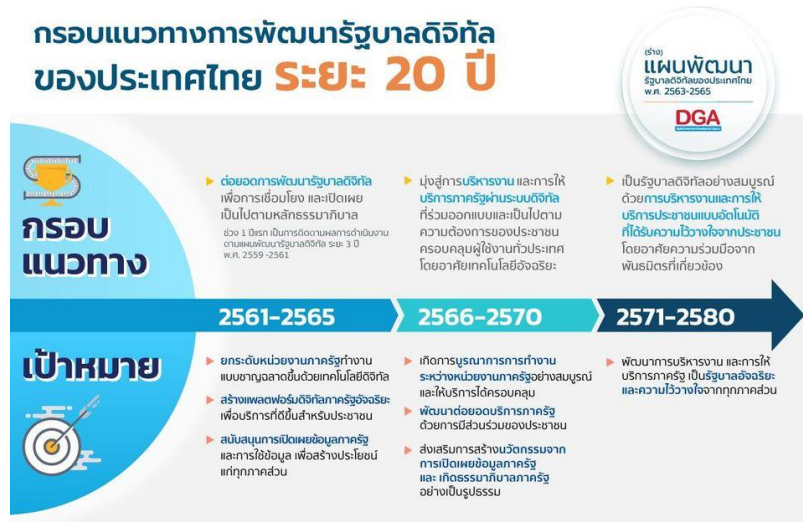 กรอบแนวทางการพัฒนารัฐบาลดิจิทัล
ของประเทศไทย ระยะ 20 ปี
(ร่าง)
แผนพัฒนา
รัฐบาลดิจิทัลของประเทศไทย
พ.ศ. 2563-2565
DGA
กรอบ
แนวทาง
ต่อยอดการพัฒนารัฐบาลดิจิทัล
เพื่อการเชื่อมโยง และเปิดเผย
เป็นไปตามหลักธรรมาภิบาล
ช่วง 1 ปีแรก เป็นการติดตามผลการดำเนินงาน
ตามแผนพัฒนารัฐบาลดิจิทัล ระยะ 3 ปี
พ.ศ. 2559 -2561
มุ่งสู่การบริหารงาน และการให้
บริการภาครัฐผ่านระบบดิจิทัล
ที่ร่วมออกแบบและเป็นไปตาม
ความต้องการของประชาชน
ครอบคลุมผู้ใช้งานทั่วประเทศ
โดยอาศัยเทคโนโลยีอัจฉริยะ
เป็นรัฐบาลดิจิทัลอย่างสมบูรณ์
ด้วยการบริหารงานและการให้
บริการประชาชนแบบอัตโนมัติ
ที่ได้รับความไว้วางใจจากประชาชน
โดยอาศัยความร่วมมือจาก
พันธมิตรที่เกี่ยวข้อง
2561-2565
2566-2570
2571-2580
เป้าหมาย
ยกระดับหน่วยงานภาครัฐทำงาน
แบบชาญฉลาดขึ้นด้วยเทคโนโลยีดิจิทัล
สร้างแพลตฟอร์มดิจิทัลภาครัฐอัจฉริยะ
เพื่อบริการที่ดีขึ้นสำหรับประชาชน
สนับสนุนการเปิดเผยข้อมูลภาครัฐ
และการใช้ข้อมูล เพื่อสร้างประโยชน์
แก่ทุกภาคส่วน
เกิดการบูรณาการการทำงาน
ระหว่างหน่วยงานภาครัฐอย่างสมบูรณ์
และให้บริการได้ครอบคลุม
พัฒนาต่อยอดบริการภาครัฐ
ด้วยการมีส่วนร่วมของประชาชน
ส่งเสริมการสร้างนวัตกรรมจาก
การเปิดเผยข้อมูลภาครัฐ
และ เกิดธรรมาภิบาลภาครัฐ
อย่างเป็นรูปธรรม
พัฒนาการบริหารงาน และการให้
บริการภาครัฐ เป็นรัฐบาลอัจฉริยะ
และความไว้วางใจจากทุกภาคส่วน